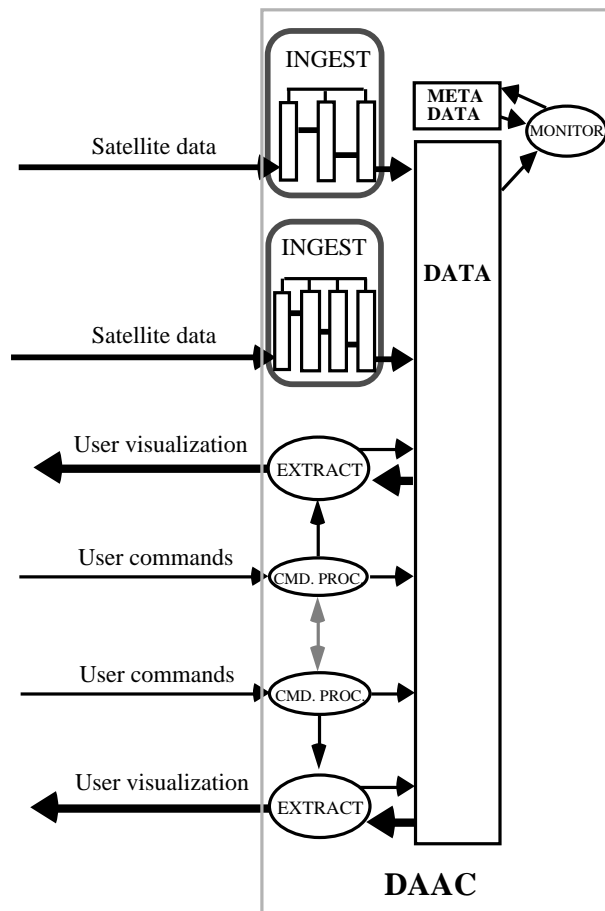 INGEST
META
DATA
MONITOR
Satellite data
INGEST
DATA
Satellite data
User visualization
EXTRACT
User commands
CMD. PROC
User commands
CMD. PROC.
User visualization
EXTRACT
DAAC